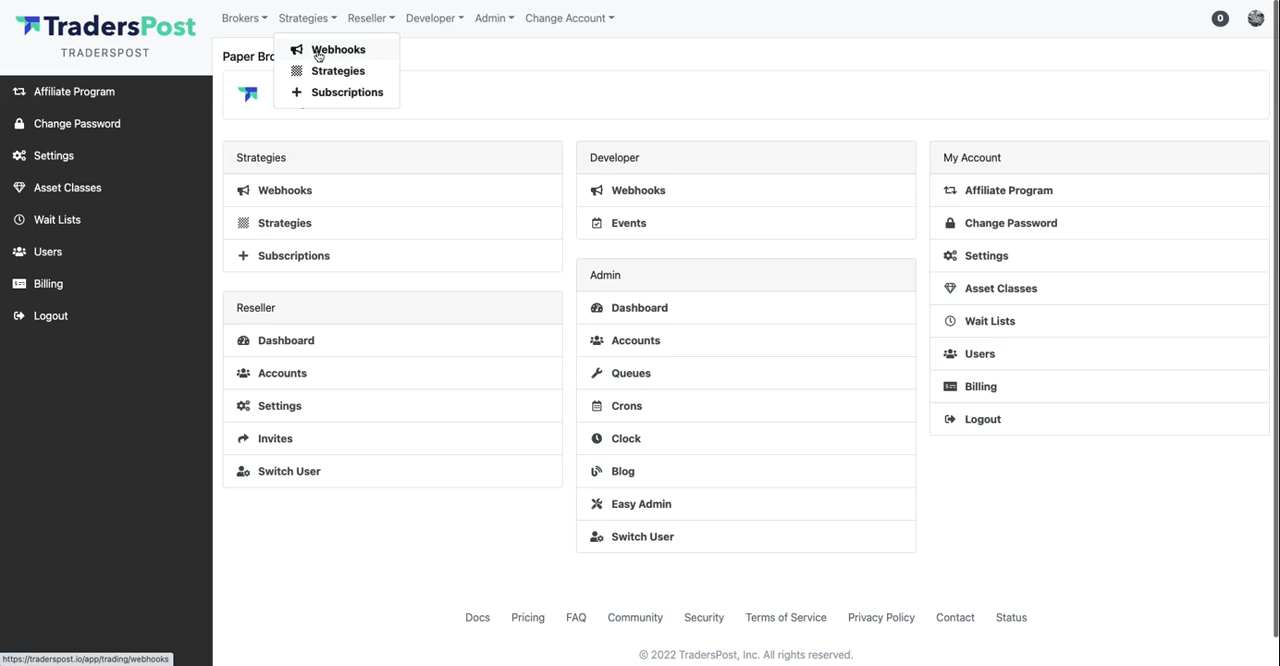 TradersPost
TRADERSPOST
Brokers Strategies Reseller Developer Admin Change Account
0
Webhooks
Strategies
Subscriptions
Paper Bro
Affiliate Program
Change Password
Settings
Asset Classes
Wait Lists
Users
Billing
Logout
Strategies
Webhooks
Strategies
Subscriptions
Reseller
Dashboard
Accounts
Settings
Invites
Switch User
Developer
Webhooks
Events
Admin
Dashboard
Accounts
Queues
Crons
Clock
Blog
Easy Admin
Switch User
My Account
Affiliate Program
Change Password
Settings
Asset Classes
Wait Lists
Users
Billing
Logout
Docs Pricing FAQ Community Security Terms of Service Privacy Policy Contact Status
© 2022 TradersPost, Inc. All rights reserved.
https://traderspost.io/app/trading/webhooks